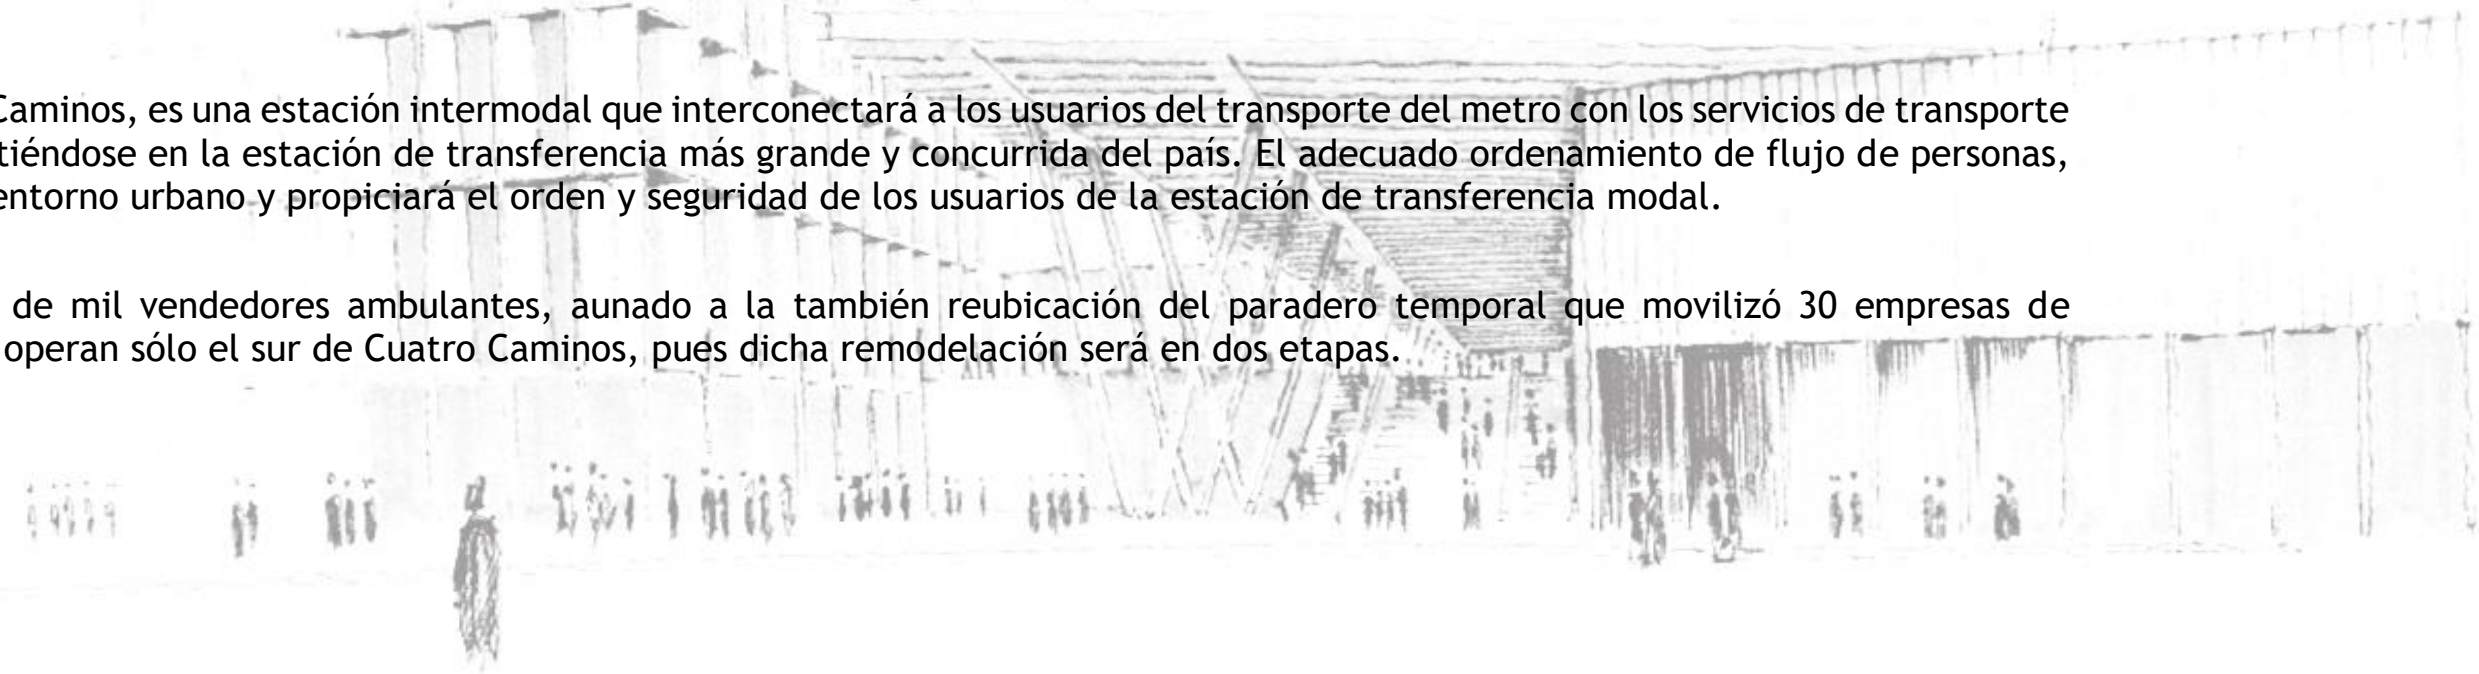 Caminos, es una estación intermodal que interconectará a los usuarios del transporte del metro con los servicios de transporte
tiéndose en la estación de transferencia más grande y concurrida del país. El adecuado ordenamiento de flujo de personas,
entorno urbano y propiciará el orden y seguridad de los usuarios de la estación de transferencia modal.
de mil vendedores ambulantes, aunado a la también reubicación del paradero temporal que movilizó 30 empresas de
operan sólo el sur de Cuatro Caminos, pues dicha remodelación será en dos etapas.